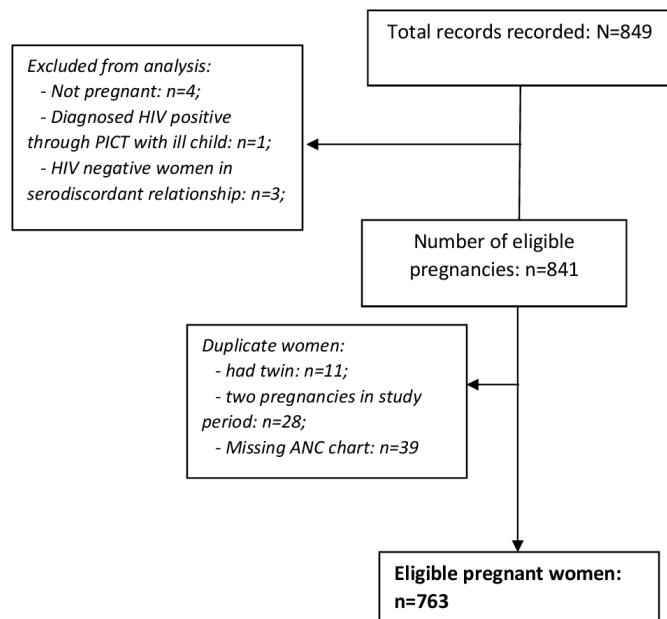 Total records recorded: N=849
Excluded from analysis:
- Not pregnant: n=4;
- Diagnosed HIV positive
through PICT with ill child: n=1;
- HIV negative women in
serodiscordant relationship: n=3;
Number of eligible
pregnancies: n=841
Duplicate women:
- had twin: n=11;
- two pregnancies in study
period: n=28;
- Missing ANC chart: n=39
Eligible pregnant women:
n=763